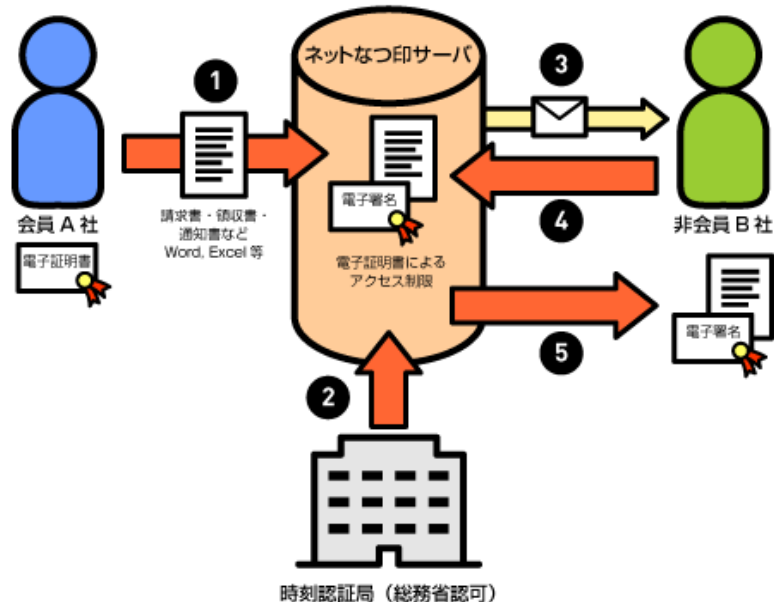 ネットなつ印サーバ
1
3
電子署名
会員 A 社
請求書・領収書・
通知書など
Word, Excel 等
電子証明書
電子証明書による
アクセス制限
4
非会員 B 社
5
電子署名
2
時刻認証局(総務省認可)